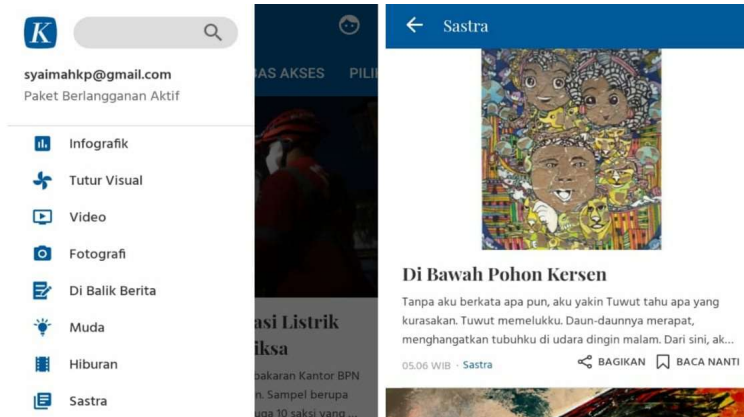 K
syaimahkp@gmail.com
Paket Berlangganan Aktif
Infografik
Tutur Visual
Video
Fotografi
Di Balik Berita
Muda
Hiburan
Sastra
AS AKSES PILI
asi Listrik
iksa
bakaran Kantor BPN
n. Sampel berupa
uga 10 saksi yang ...
Sastra
Di Bawah Pohon Kersen
Tanpa aku berkata apa pun, aku yakin Tuwut tahu apa yang
kurasakan. Tuwut memelukku. Daun-daunnya merapat,
menghangatkan tubuhku di udara dingin malam. Dari sini, ak...
05.06 WIB · Sastra BAGIKAN BACA NANTI